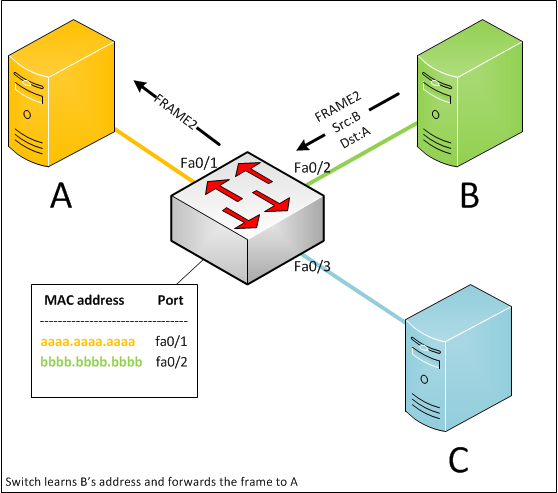 FRAME2
FRAME2
Src:B
Dst:A
Fa0/1
Fa0/2
A
B
Fa0/3
MAC address Port
---------------------------------
aaaa.aaaa.aaaa fa0/1
bbbb.bbbb.bbbb fa0/2
C
Switch learns B's address and forwards the frame to A